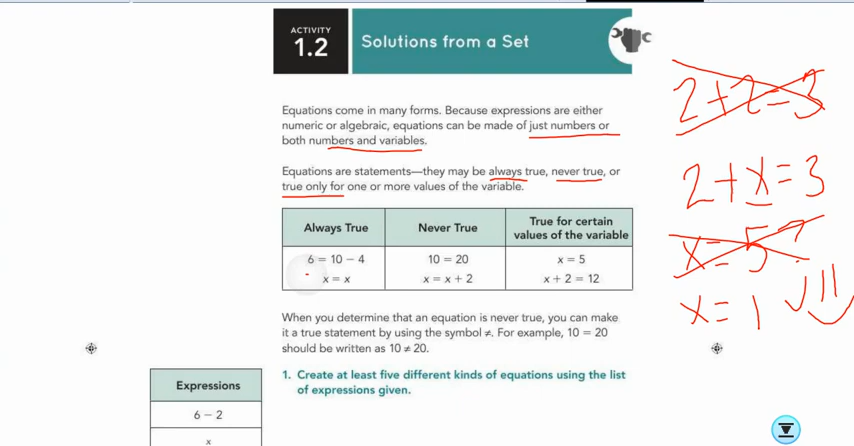 ACTIVITY
1.2
Solutions from a Set
Equations come in many forms. Because expressions are either
numeric or algebraic, equations can be made of just numbers or
both numbers and variables.
Equations are statements—they may be always true, never true, or
true only for one or more values of the variable.
Always True
Never True
True for certain
values of the variable
6 = 10 − 4
10 = 20
x = 5
x = x
x = x + 2
x + 2 = 12
When you determine that an equation is never true, you can make
it a true statement by using the symbol ≠. For example, 10 = 20
should be written as 10 ≠ 20.
1. Create at least five different kinds of equations using the list
of expressions given.
Expressions
6 − 2
x
2+2=3
2+x=3
x=5?
x=1